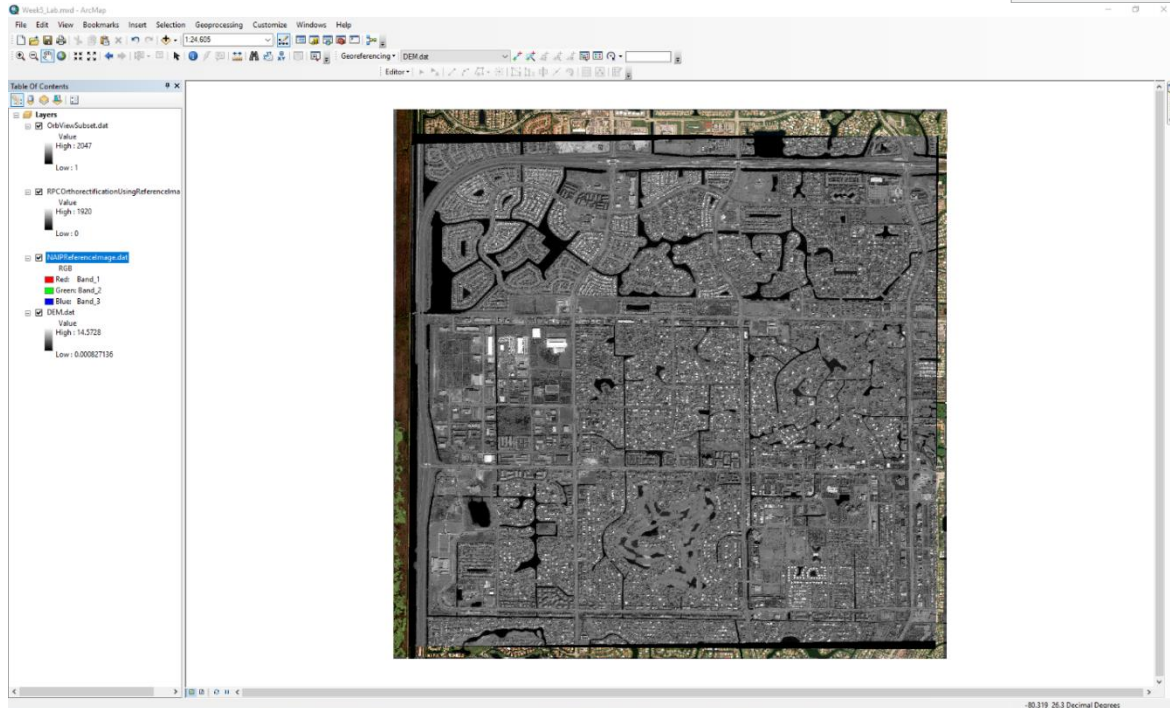 Week5_Lab.mxd - ArcMap
File Edit View Bookmarks Insert Selection Geoprocessing Customize Windows Help
1:24,605
Georeferencing DEM.dat
Editor
Table Of Contents
Layers
OrbViewSubset.dat
Value
High : 2047
Low : 1
RPCOrthorectificationUsingReferenceIma
Value
High : 1920
Low : 0
NAIPReferenceImage.dat
RGB
Red: Band_1
Green: Band_2
Blue: Band_3
DEM.dat
Value
High : 14.5728
Low : 0.000827136
-80.319 26.3 Decimal Degrees